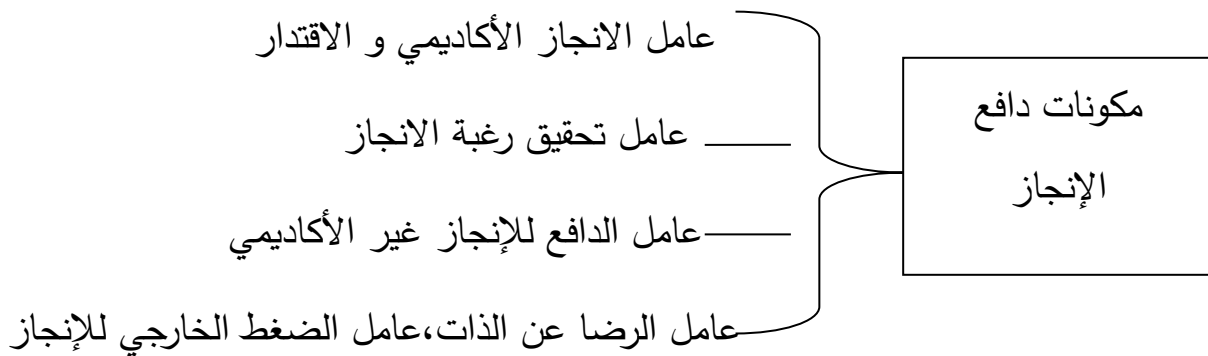 مكونات دافع
الإنجاز
عامل الانجاز الأكاديمي و الاقتدار
عامل تحقيق رغبة الانجاز
عامل الدافع للإنجاز غير الأكاديمي
عامل الرضا عن الذات،عامل الضغط الخارجي للإنجاز